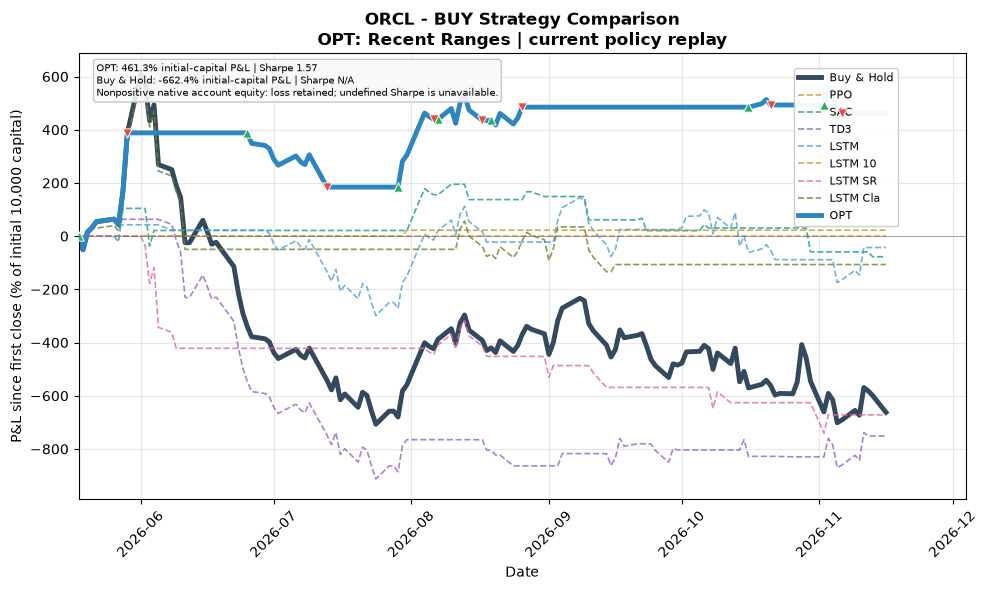 ORCL - BUY Strategy Comparison
OPT: Recent Ranges | current policy replay
OPT: 461.3% initial-capital P&L | Sharpe 1.57
Buy & Hold: -662.4% initial-capital P&L | Sharpe N/A
Nonpositive native account equity: loss retained; undefined Sharpe is unavailable.
Buy & Hold
PPO
SAC
TD3
LSTM
LSTM 10
LSTM SR
LSTM Cla
OPT
P&L since first close (% of initial 10,000 capital)
600
400
200
0
−200
−400
−600
−800
2026-06
2026-07
2026-08
2026-09
2026-10
2026-11
2026-12
Date